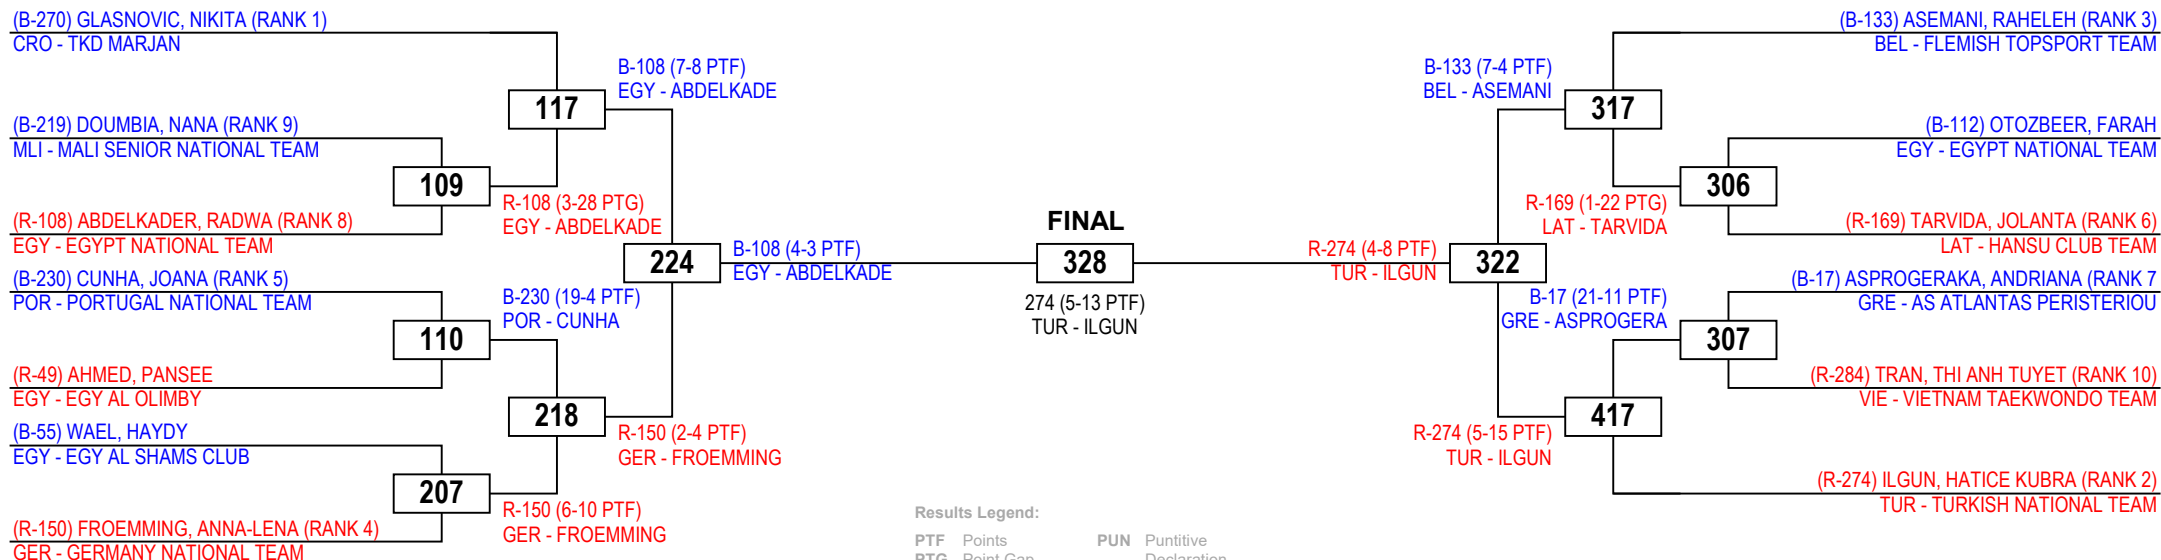 (B-270) GLASNOVIC, NIKITA (RANK 1)
CRO - TKD MARJAN
(B-219) DOUMBIA, NANA (RANK 9)
MLI - MALI SENIOR NATIONAL TEAM
(R-108) ABDELKADER, RADWA (RANK 8)
EGY - EGYPT NATIONAL TEAM
(B-230) CUNHA, JOANA (RANK 5)
POR - PORTUGAL NATIONAL TEAM
(R-49) AHMED, PANSEE
EGY - EGY AL OLIMBY
(B-55) WAEL, HAYDY
EGY - EGY AL SHAMS CLUB
(R-150) FROEMMING, ANNA-LENA (RANK 4)
GER - GERMANY NATIONAL TEAM
109
110
207
R-108 (3-28 PTG)
EGY - ABDELKADE
B-230 (19-4 PTF)
POR - CUNHA
R-150 (6-10 PTF)
GER - FROEMMING
117
218
B-108 (7-8 PTF)
EGY - ABDELKADE
R-150 (2-4 PTF)
GER - FROEMMING
224
B-108 (4-3 PTF)
EGY - ABDELKADE
FINAL
328
274 (5-13 PTF)
TUR - ILGUN
R-274 (4-8 PTF)
TUR - ILGUN
322
B-133 (7-4 PTF)
BEL - ASEMANI
R-274 (5-15 PTF)
TUR - ILGUN
317
417
R-169 (1-22 PTG)
LAT - TARVIDA
B-17 (21-11 PTF)
GRE - ASPROGERA
306
307
(B-133) ASEMANI, RAHELEH (RANK 3)
BEL - FLEMISH TOPSPORT TEAM
(B-112) OTOZBEER, FARAH
EGY - EGYPT NATIONAL TEAM
(R-169) TARVIDA, JOLANTA (RANK 6)
LAT - HANSU CLUB TEAM
(B-17) ASPROGERAKA, ANDRIANA (RANK 7
GRE - AS ATLANTAS PERISTERIOU
(R-284) TRAN, THI ANH TUYET (RANK 10)
VIE - VIETNAM TAEKWONDO TEAM
(R-274) ILGUN, HATICE KUBRA (RANK 2)
TUR - TURKISH NATIONAL TEAM
Results Legend:
PTF Points PUN Puntitive
PTG Point Gap Declaration